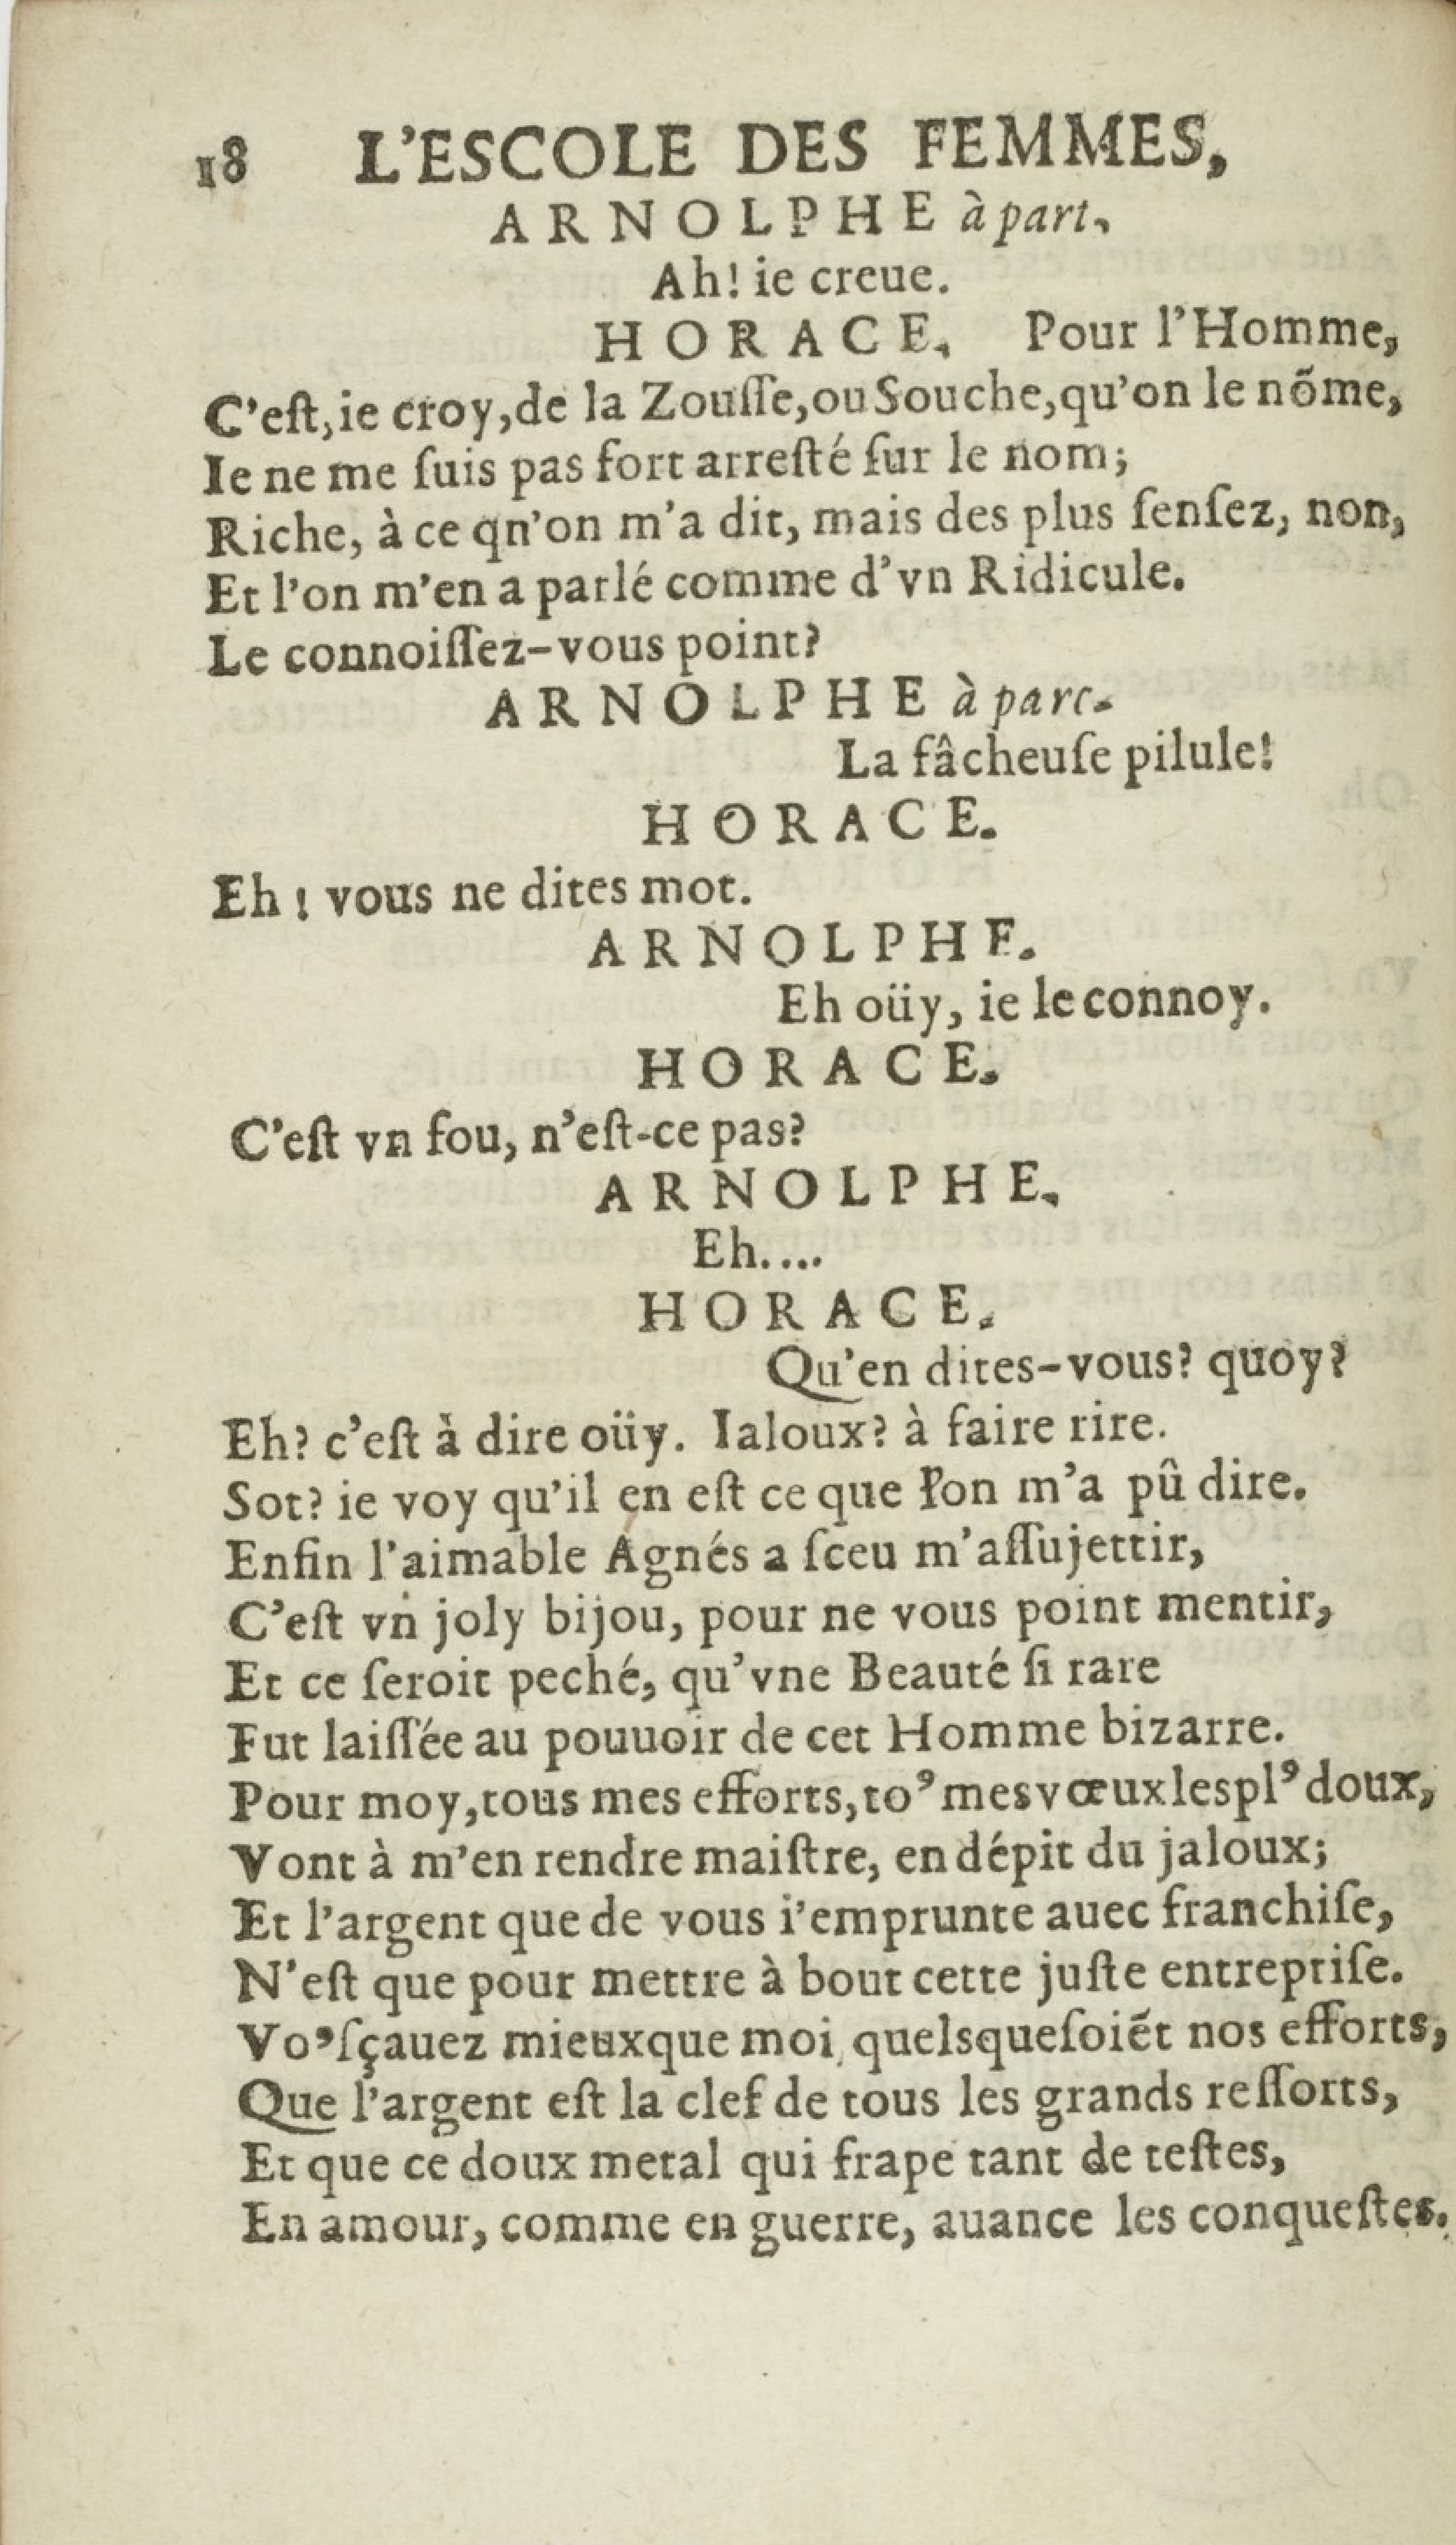 18 L'ESCOLE DES FEMMES,
ARNOLPHE à part.
Ah! ie creue.
HORACE. Pour l'Homme,
C'eſt, ie croy, de la Zouſſe, ou Souche, qu'on le nõme,
Ie ne me ſuis pas fort arreſté ſur le nom;
Riche, à ce qn'on m'a dit, mais des plus ſenſez, non,
Et l'on m'en a parlé comme d'vn Ridicule.
Le connoiſſez-vous point?
ARNOLPHE à parc.
La fâcheuſe pilule!
HORACE.
Eh! vous ne dites mot.
ARNOLPHE.
Eh oüy, ie le connoy.
HORACE.
C'eſt vn fou, n'eſt-ce pas?
ARNOLPHE.
Eh....
HORACE.
Qu'en dites-vous? quoy?
Eh? c'eſt à dire oüy. Ialoux? à faire rire.
Sot? ie voy qu'il en eſt ce que l'on m'a pû dire.
Enfin l'aimable Agnés a ſceu m'aſſujettir,
C'eſt vn joly bijou, pour ne vous point mentir,
Et ce ſeroit peché, qu'vne Beauté ſi rare
Fut laiſſée au pouuoir de cet Homme bizarre.
Pour moy, tous mes efforts, toꝰ mes vœux les plꝰ doux,
Vont à m'en rendre maiſtre, en dépit du jaloux;
Et l'argent que de vous i'emprunte auec franchiſe,
N'eſt que pour mettre à bout cette juſte entrepriſe.
Voꝰ ſçauez mieux que moi, quels que ſoiẽt nos efforts,
Que l'argent eſt la clef de tous les grands reſſorts,
Et que ce doux metal qui frape tant de teſtes,
En amour, comme en guerre, auance les conqueſtes.